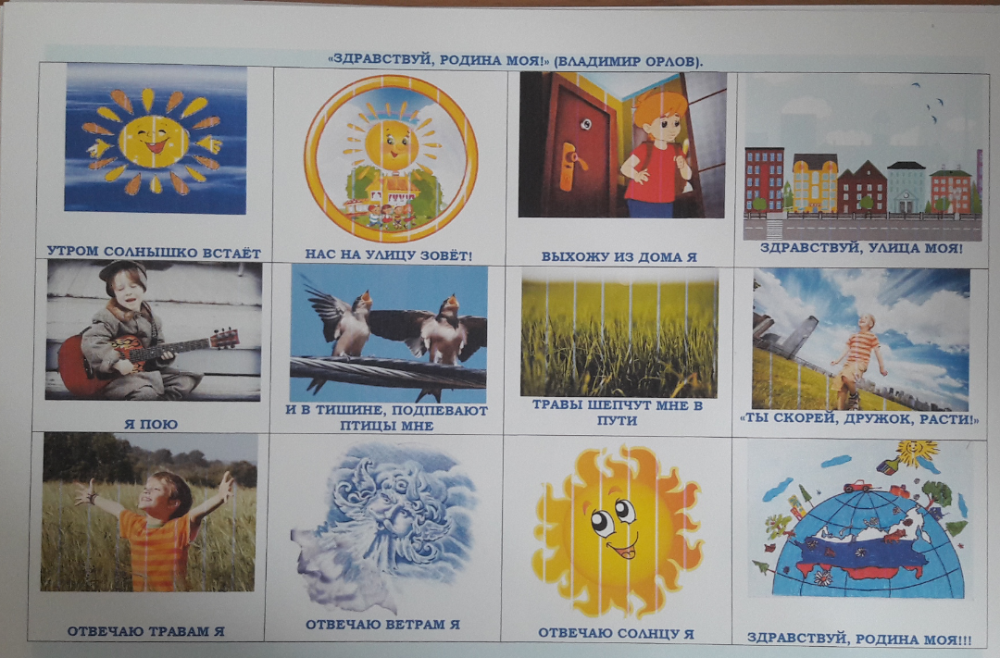 «ЗДРАВСТВУЙ, РОДИНА МОЯ!» (ВЛАДИМИР ОРЛОВ).
УТРОМ СОЛНЫШКО ВСТАЁТ
НАС НА УЛИЦУ ЗОВЁТ!
ВЫХОЖУ ИЗ ДОМА Я
ЗДРАВСТВУЙ, УЛИЦА МОЯ!
Я ПОЮ
И В ТИШИНЕ, ПОДПЕВАЮТ
ПТИЦЫ МНЕ
ТРАВЫ ШЕПЧУТ МНЕ В
ПУТИ
«ТЫ СКОРЕЙ, ДРУЖОК, РАСТИ!»
ОТВЕЧАЮ ТРАВАМ Я
ОТВЕЧАЮ ВЕТРАМ Я
ОТВЕЧАЮ СОЛНЦУ Я
ЗДРАВСТВУЙ, РОДИНА МОЯ!!!